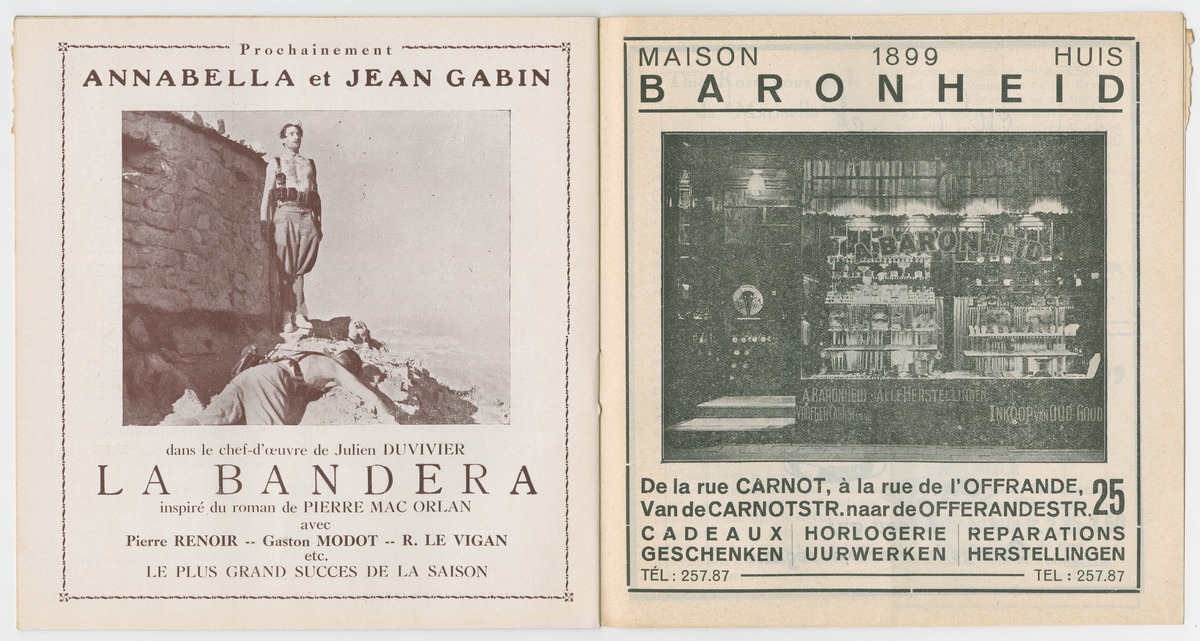 Prochainement
ANNABELLA et JEAN GABIN
dans le chef-d'œuvre de Julien DUVIVIER
LA BANDERA
inspiré du roman de PIERRE MAC ORLAN
avec
Pierre RENOIR -- Gaston MODOT -- R. LE VIGAN
etc.
LE PLUS GRAND SUCCES DE LA SAISON
MAISON 1899 HUIS
BARONHEID
BARONHEID
A.BARONHEID ALLE HERSTELLINGEN
INKOOP VAN OUD GOUD
De la rue CARNOT, à la rue de l'OFFRANDE,
Van de CARNOTSTR. naar de OFFERANDESTR. 25
CADEAUX HORLOGERIE REPARATIONS
GESCHENKEN UURWERKEN HERSTELLINGEN
TÉL : 257.87 TEL : 257.87